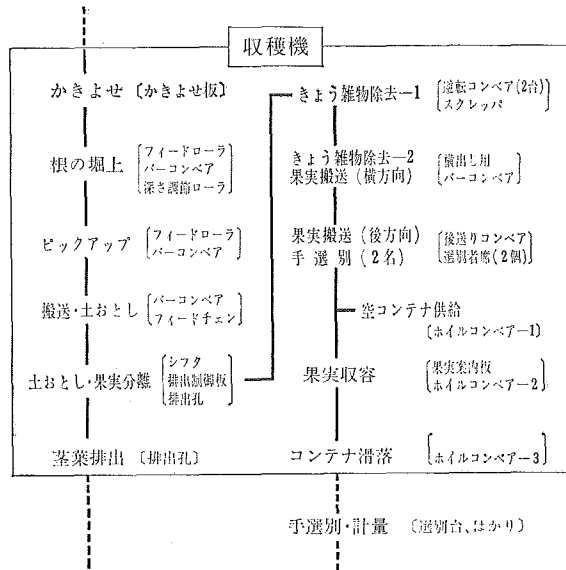 収穫機
かきよせ〔かきよせ板〕
根の堀上〔フィードローラ
バーコンベア
深さ調節ローラ〕
ピックアップ〔フィードローラ
バーコンベア〕
搬送・土おとし〔バーコンベア
フィードチェン〕
土おとし・果実分離〔シフタ
排出制御板
排出孔〕
茎葉排出〔排出孔〕
きょう雑物除去—1〔逆転コンベア(2台)
スクレッパ〕
きょう雑物除去—2
果実搬送(横方向)
〔横出し用
バーコンベア〕
果実搬送(後方向)
手選別(2名)
〔後送りコンベア
選別者席(2個)〕
空コンテナ供給
〔ホイルコンベアー1〕
果実収容〔果実案内板
ホイルコンベアー2〕
コンテナ滑落〔ホイルコンベアー3〕
手選別・計量〔選別台、はかり〕